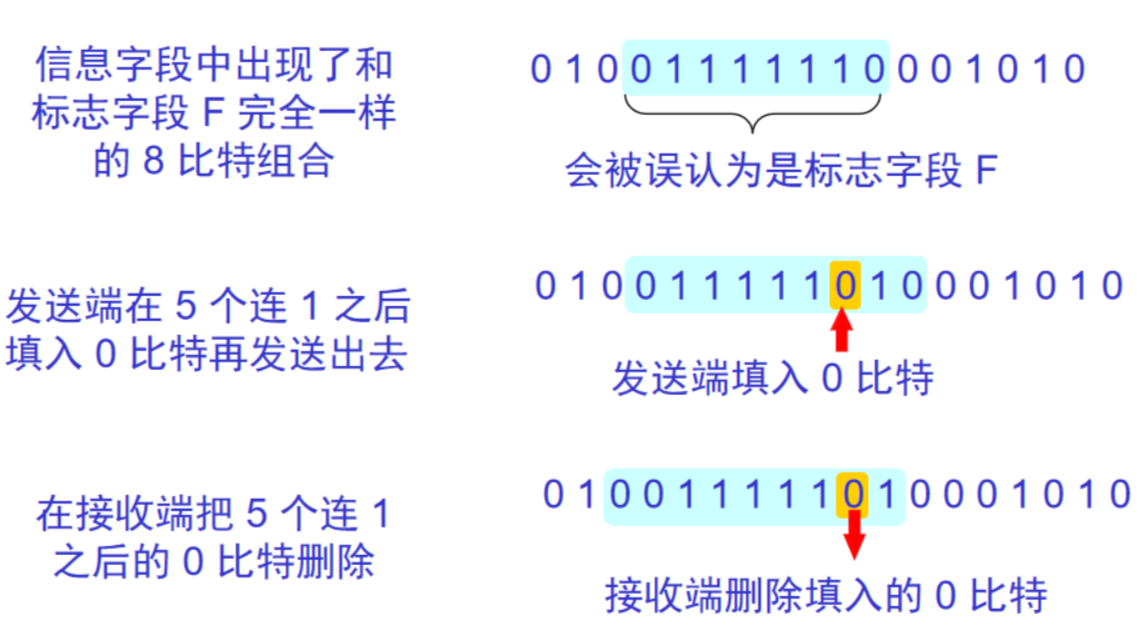 信息字段中出现了和
标志字段 F 完全一样
的 8 比特组合
0 1 0 0 1 1 1 1 1 1 0 0 0 1 0 1 0
会被误认为是标志字段 F
发送端在 5 个连 1 之后
填入 0 比特再发送出去
0 1 0 0 1 1 1 1 1 0 1 0 0 0 1 0 1 0
发送端填入 0 比特
在接收端把 5 个连 1
之后的 0 比特删除
0 1 0 0 1 1 1 1 1 0 1 0 0 0 1 0 1 0
接收端删除填入的 0 比特